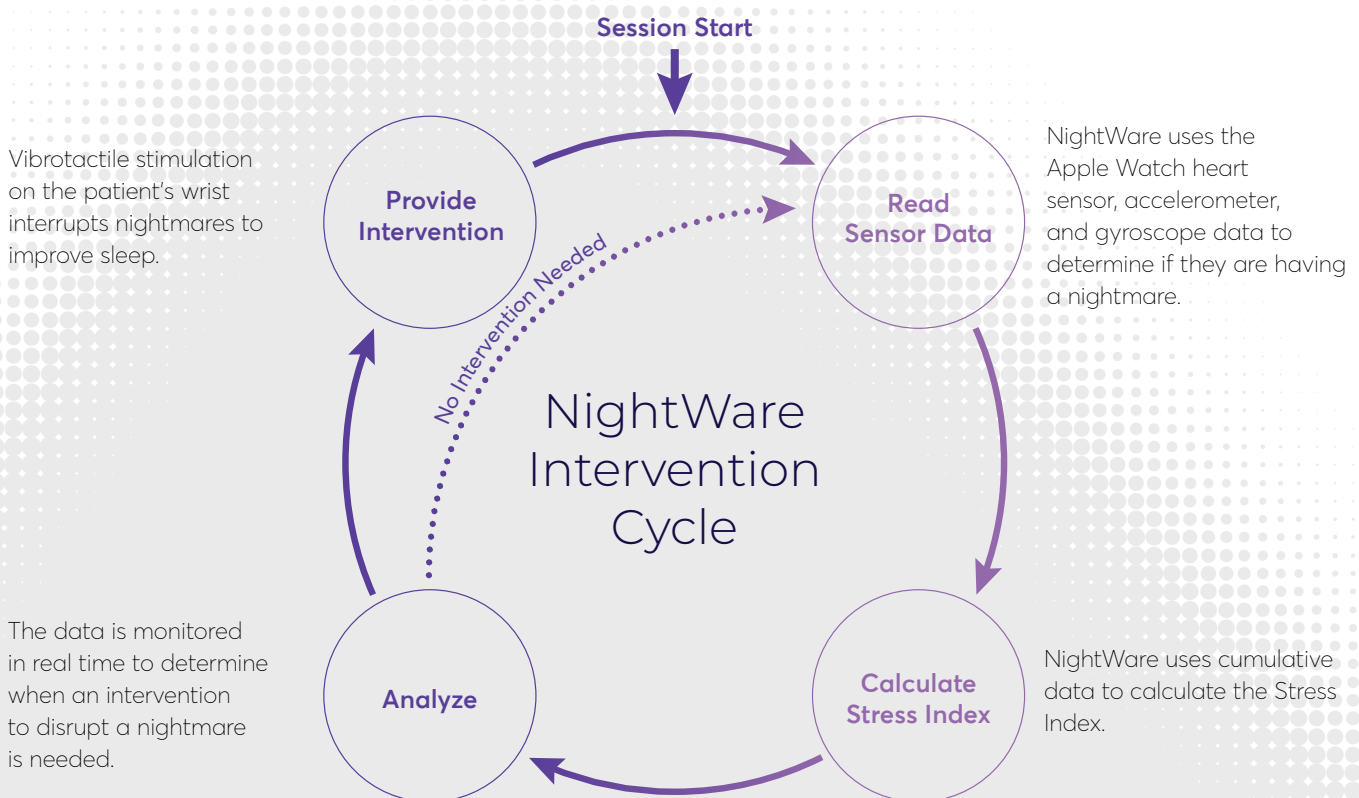 Session Start
Vibrotactile stimulation
on the patient's wrist
interrupts nightmares to
improve sleep.
Provide
Intervention
Read
Sensor Data
NightWare uses the
Apple Watch heart
sensor, accelerometer,
and gyroscope data to
determine if they are having
a nightmare.
No Intervention Needed
NightWare
Intervention
Cycle
The data is monitored
in real time to determine
when an intervention
to disrupt a nightmare
is needed.
Analyze
Calculate
Stress Index
NightWare uses cumulative
data to calculate the Stress
Index.